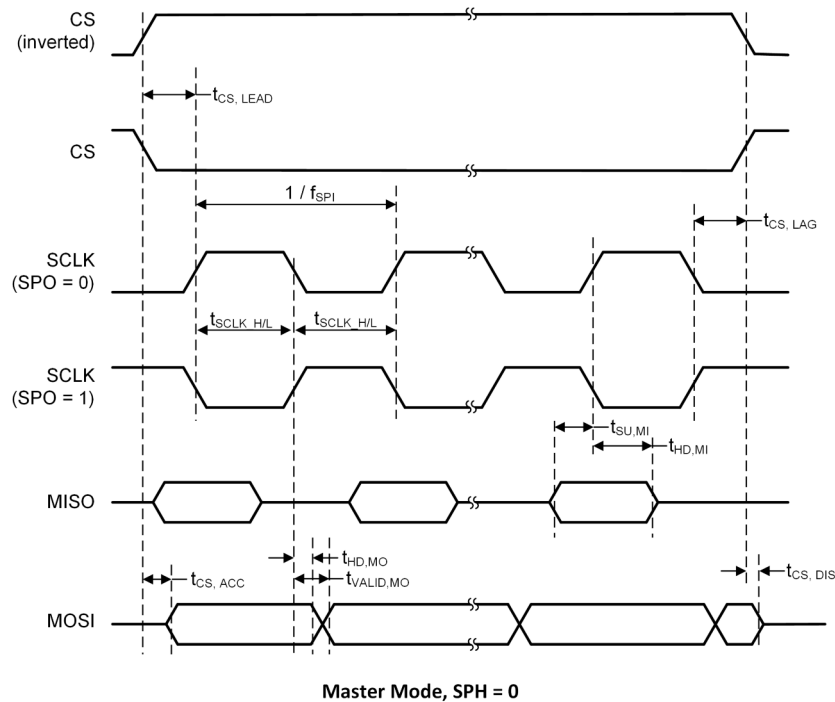 CS
(inverted)
tCS, LEAD
CS
1 / fSPI
tCS, LAG
SCLK
(SPO = 0)
tSCLK_H/L
tSCLK_H/L
SCLK
(SPO = 1)
tSU,MI
tHD,MI
MISO
tHD,MO
tCS, ACC
tVALID,MO
tCS, DIS
MOSI
Master Mode, SPH = 0